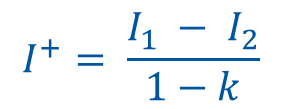 I⁺ = (I₁ − I₂) / (1 − k)